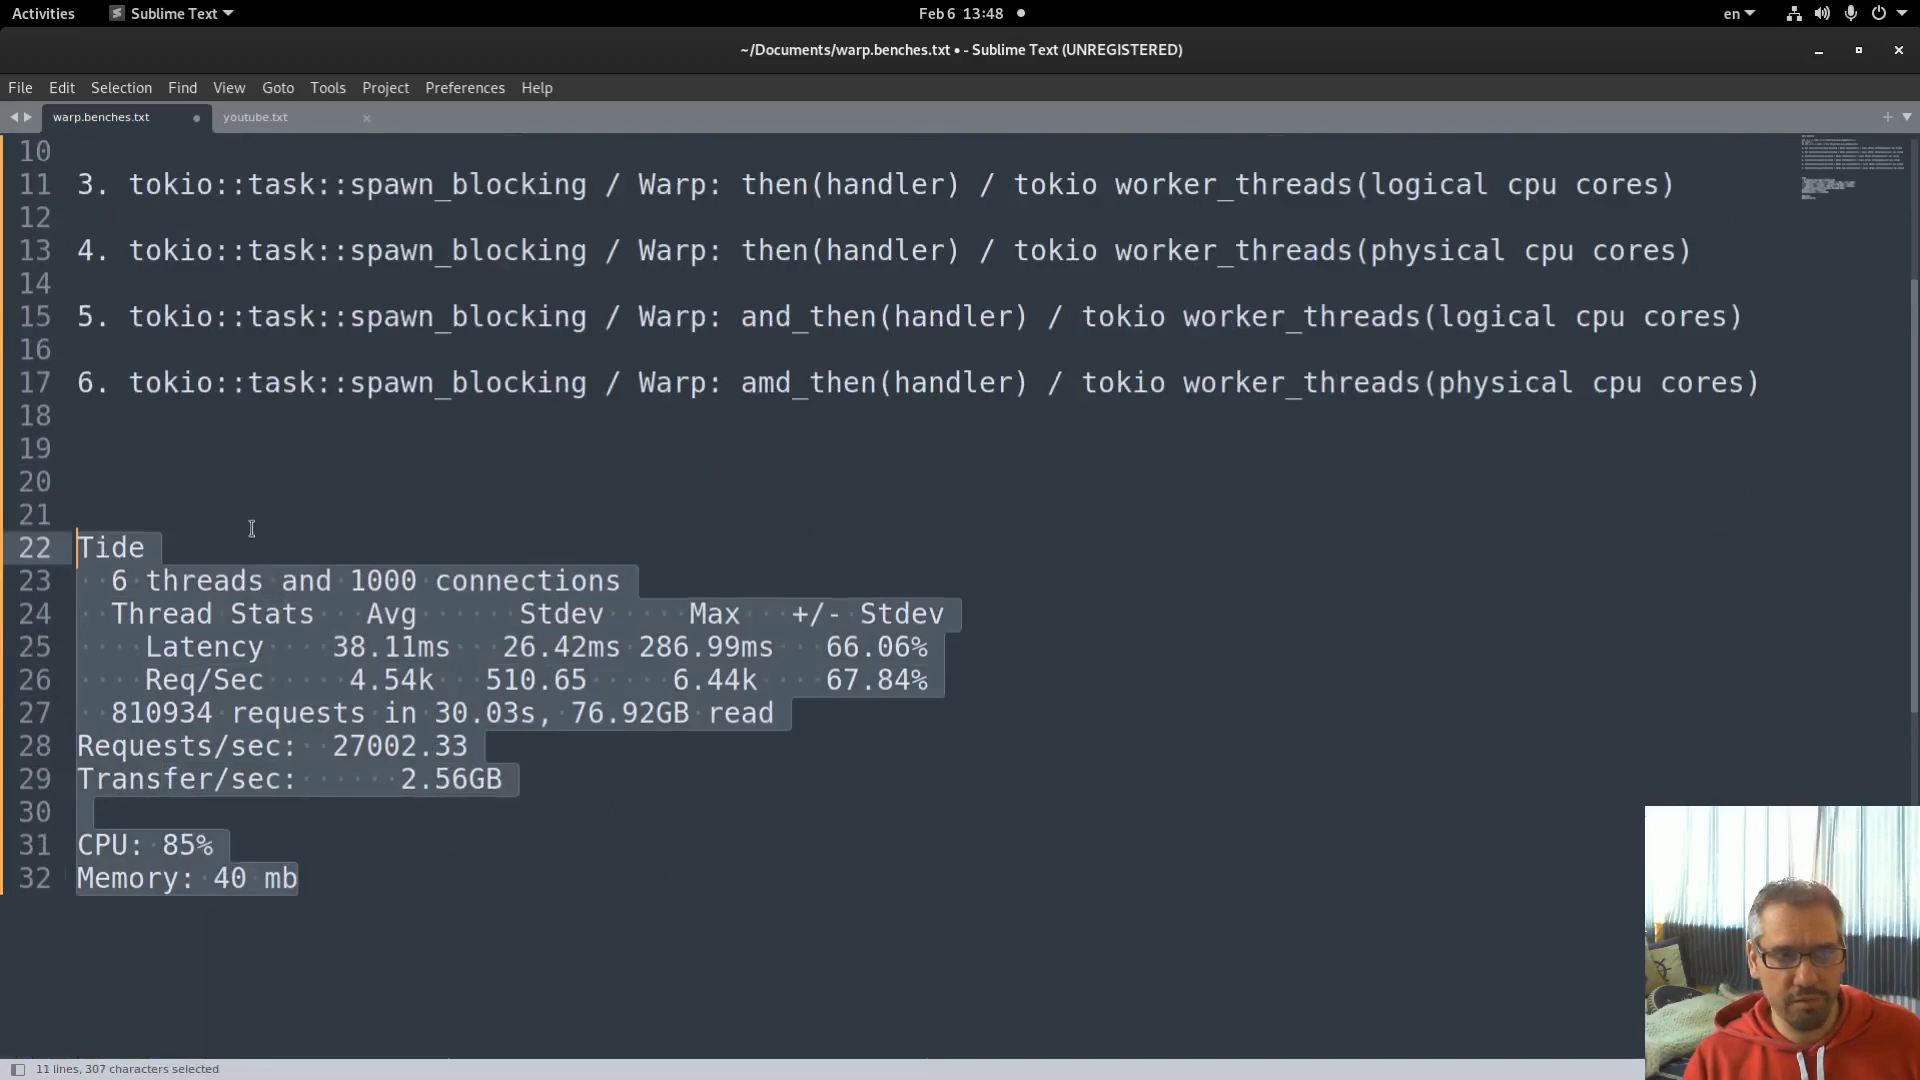 Activities Sublime Text Feb 6 13:48 en
~/Documents/warp.benches.txt • - Sublime Text (UNREGISTERED)
File Edit Selection Find View Goto Tools Project Preferences Help
warp.benches.txt youtube.txt
10
11 3. tokio::task::spawn_blocking / Warp: then(handler) / tokio worker_threads(logical cpu cores)
12
13 4. tokio::task::spawn_blocking / Warp: then(handler) / tokio worker_threads(physical cpu cores)
14
15 5. tokio::task::spawn_blocking / Warp: and_then(handler) / tokio worker_threads(logical cpu cores)
16
17 6. tokio::task::spawn_blocking / Warp: amd_then(handler) / tokio worker_threads(physical cpu cores)
18
19
20
21
22 Tide
23 6 threads and 1000 connections
24 Thread Stats Avg Stdev Max +/- Stdev
25 Latency 38.11ms 26.42ms 286.99ms 66.06%
26 Req/Sec 4.54k 510.65 6.44k 67.84%
27 810934 requests in 30.03s, 76.92GB read
28 Requests/sec: 27002.33
29 Transfer/sec: 2.56GB
30
31 CPU: 85%
32 Memory: 40 mb
11 lines, 307 characters selected